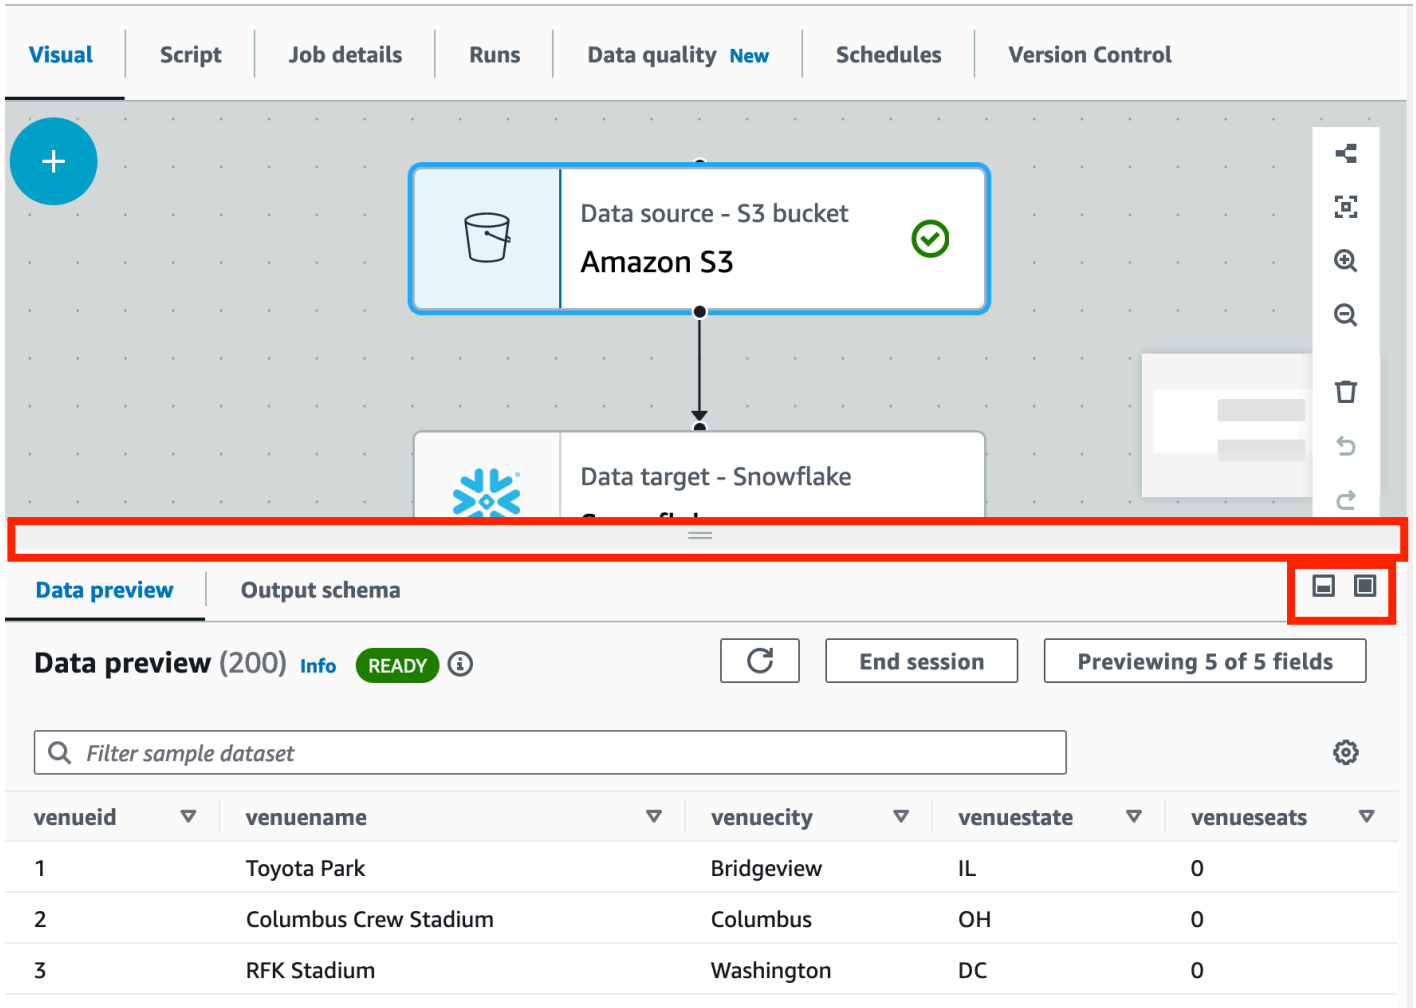 Visual Script Job details Runs Data quality New Schedules Version Control
+
Data source - S3 bucket
Amazon S3
Data target - Snowflake
Data preview Output schema
Data preview (200) Info READY End session Previewing 5 of 5 fields
Filter sample dataset
venueid venuename venuecity venuestate venueseats
1 Toyota Park Bridgeview IL 0
2 Columbus Crew Stadium Columbus OH 0
3 RFK Stadium Washington DC 0